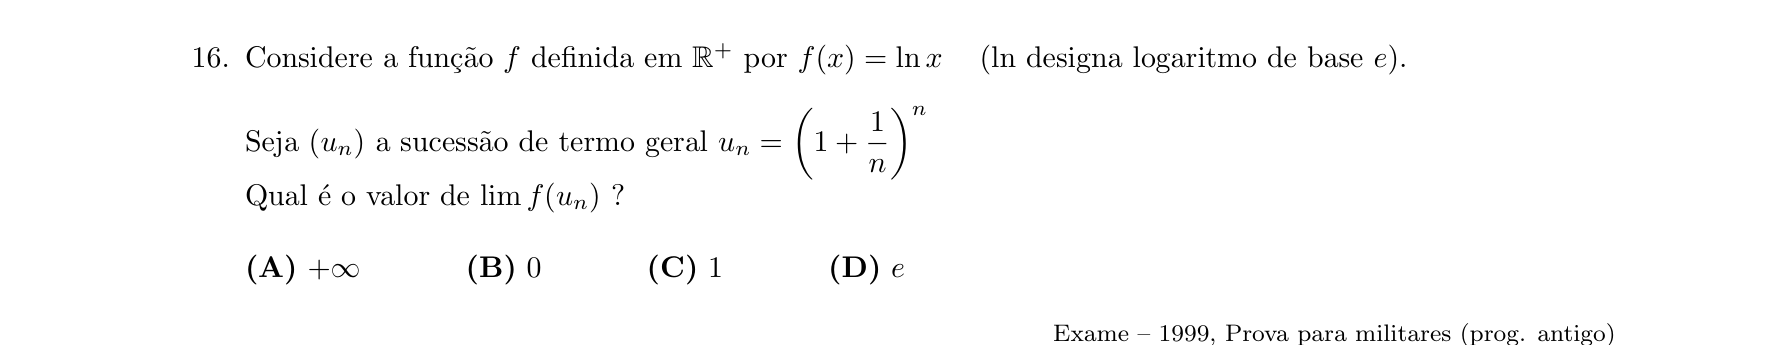 16. Considere a função f definida em ℝ⁺ por f(x) = ln x (ln designa logaritmo de base e).
Seja (uₙ) a sucessão de termo geral uₙ = (1 + 1/n)ⁿ
Qual é o valor de lim f(uₙ) ?
(A) +∞ (B) 0 (C) 1 (D) e
Exame – 1999, Prova para militares (prog. antigo)